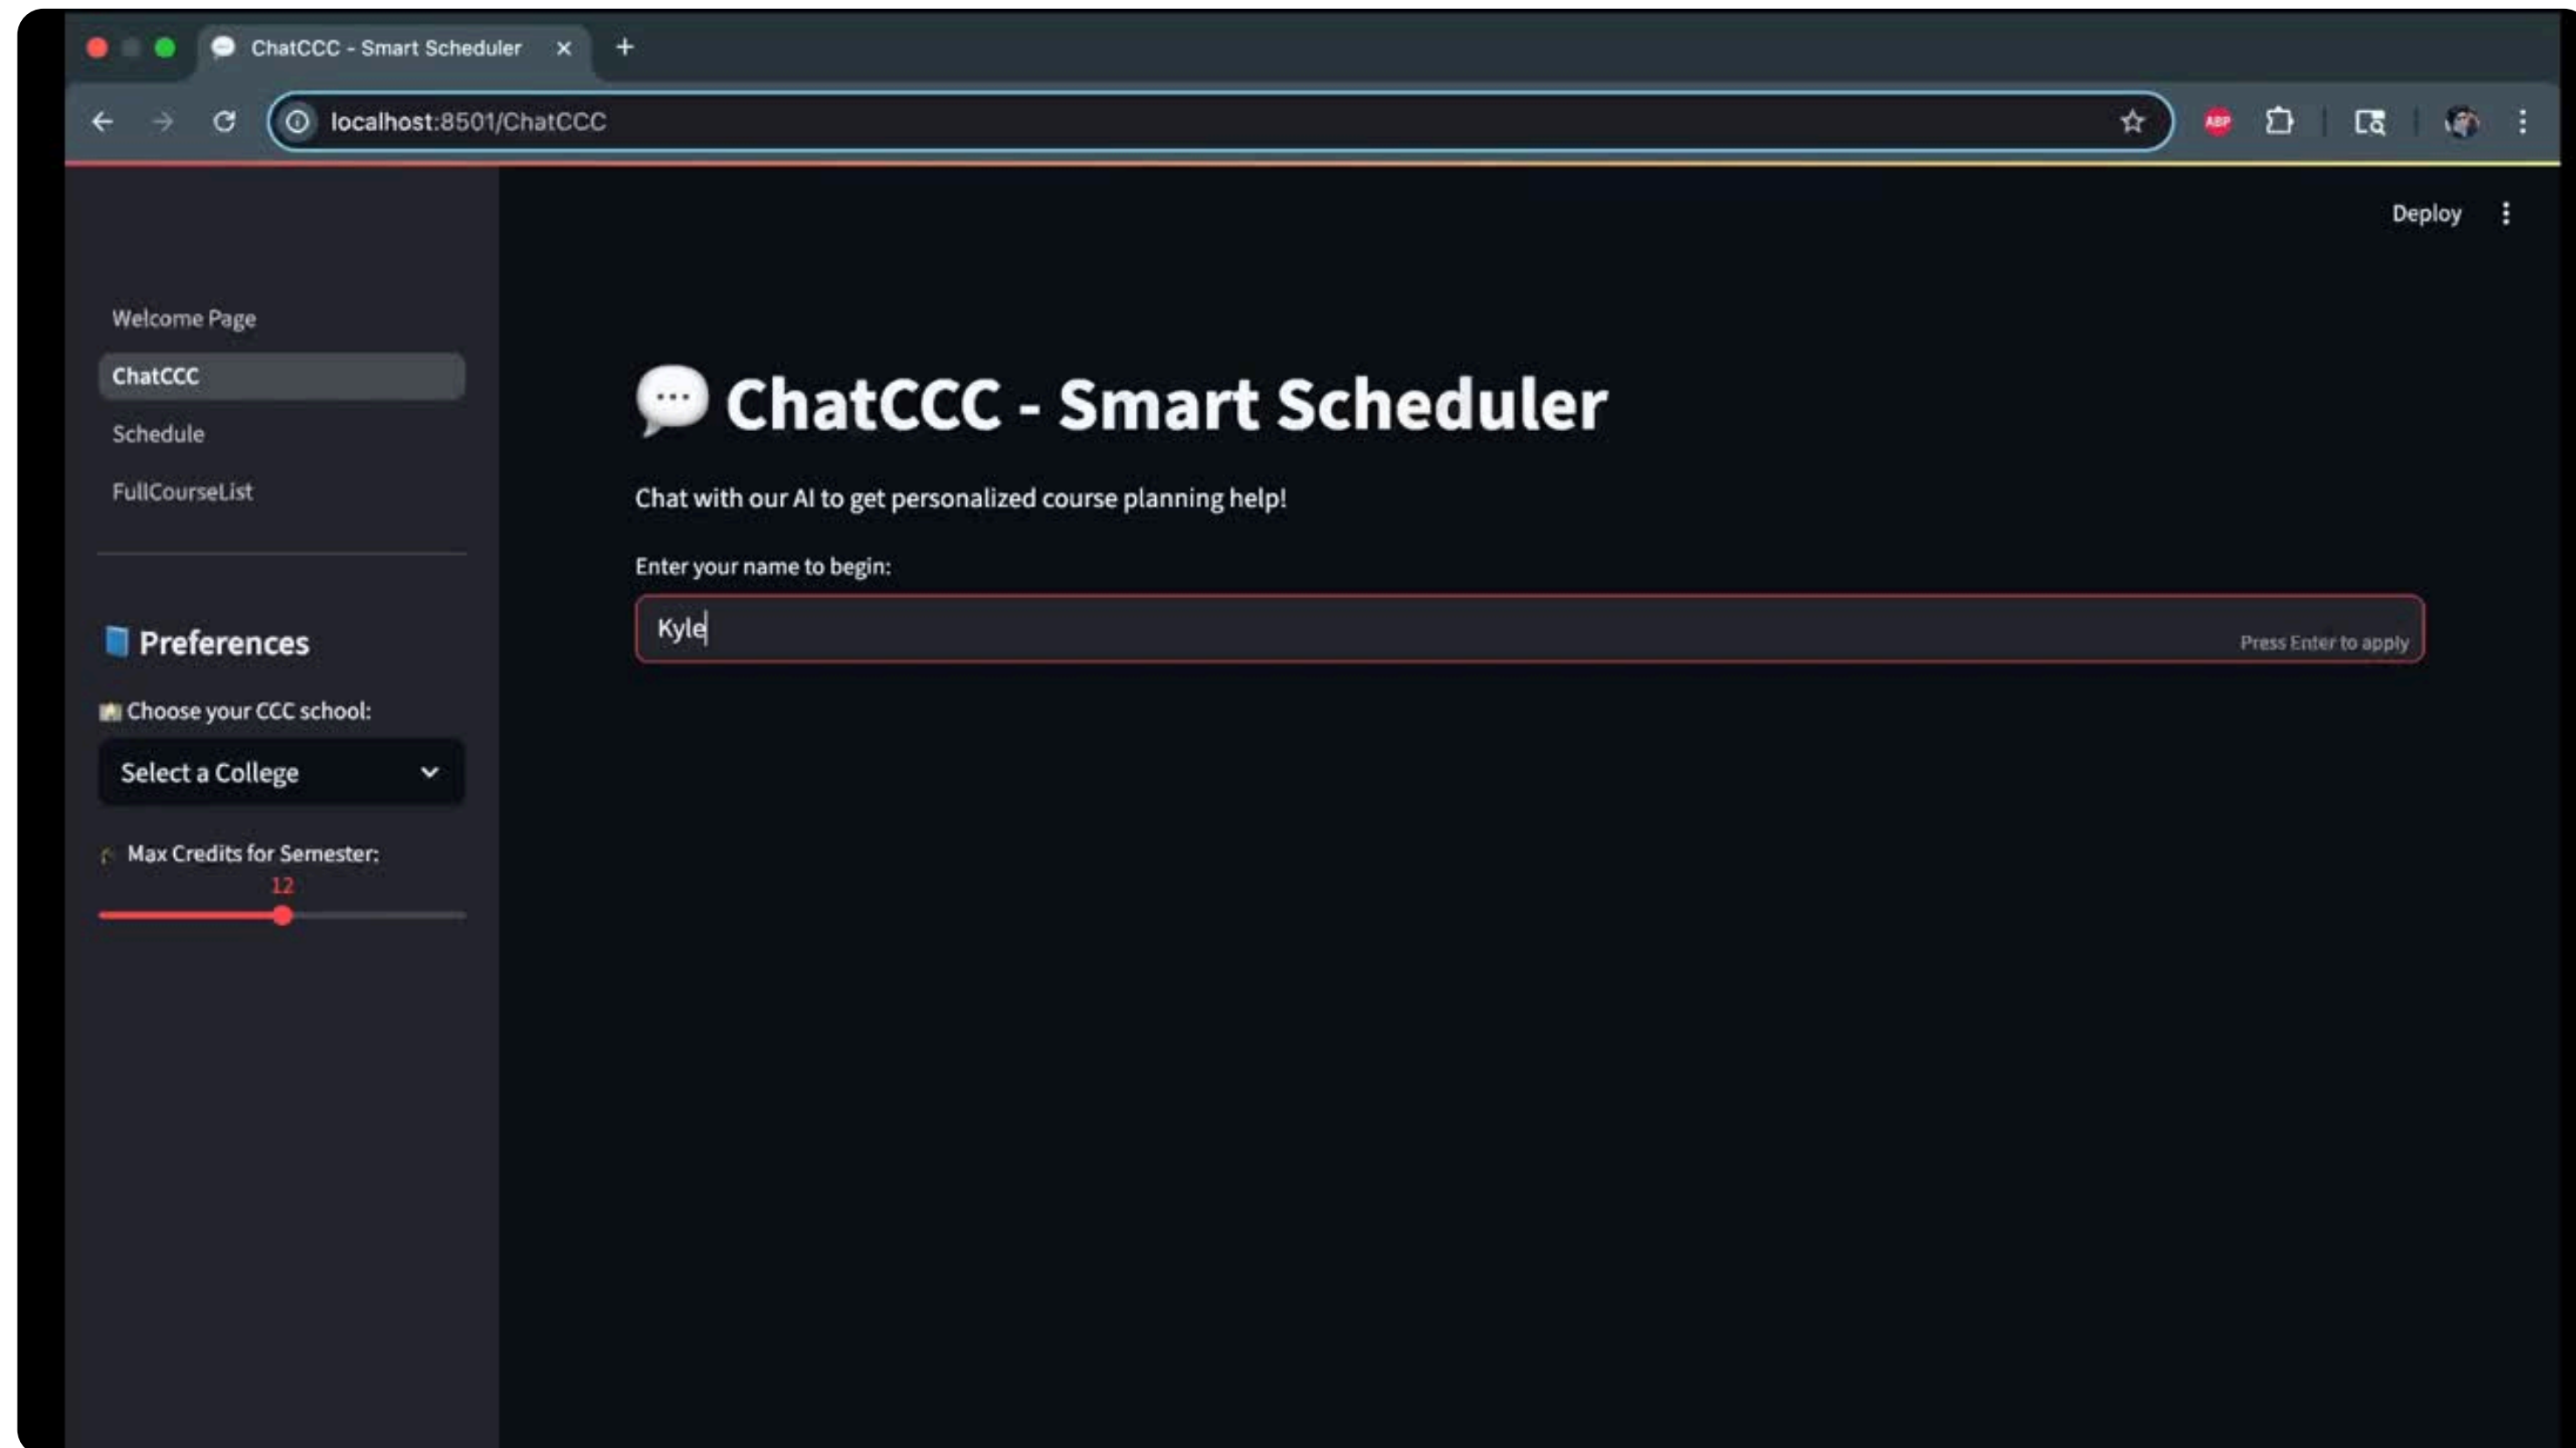 ChatCCC - Smart Scheduler
localhost:8501/ChatCCC
ABP
Deploy
Welcome Page
ChatCCC
Schedule
FullCourseList
Preferences
Choose your CCC school:
Select a College
Max Credits for Semester:
12
ChatCCC - Smart Scheduler
Chat with our AI to get personalized course planning help!
Enter your name to begin:
Kyle
Press Enter to apply